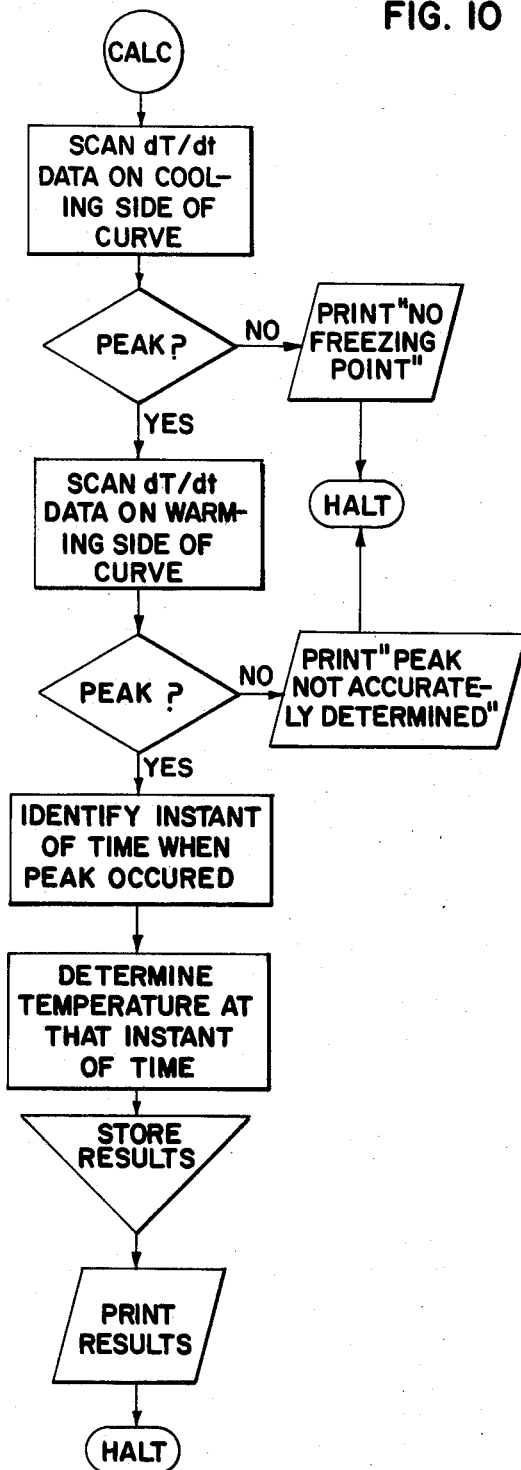 FIG. 10
CALC
SCAN dT/dt
DATA ON COOL-
ING SIDE OF
CURVE
PEAK?
NO
PRINT "NO
FREEZING
POINT"
YES
HALT
SCAN dT/dt
DATA ON WARM-
ING SIDE OF
CURVE
PEAK ?
NO
PRINT "PEAK
NOT ACCURATE-
LY DETERMINED"
YES
IDENTIFY INSTANT
OF TIME WHEN
PEAK OCCURED
DETERMINE
TEMPERATURE AT
THAT INSTANT
OF TIME
STORE
RESULTS
PRINT
RESULTS
HALT